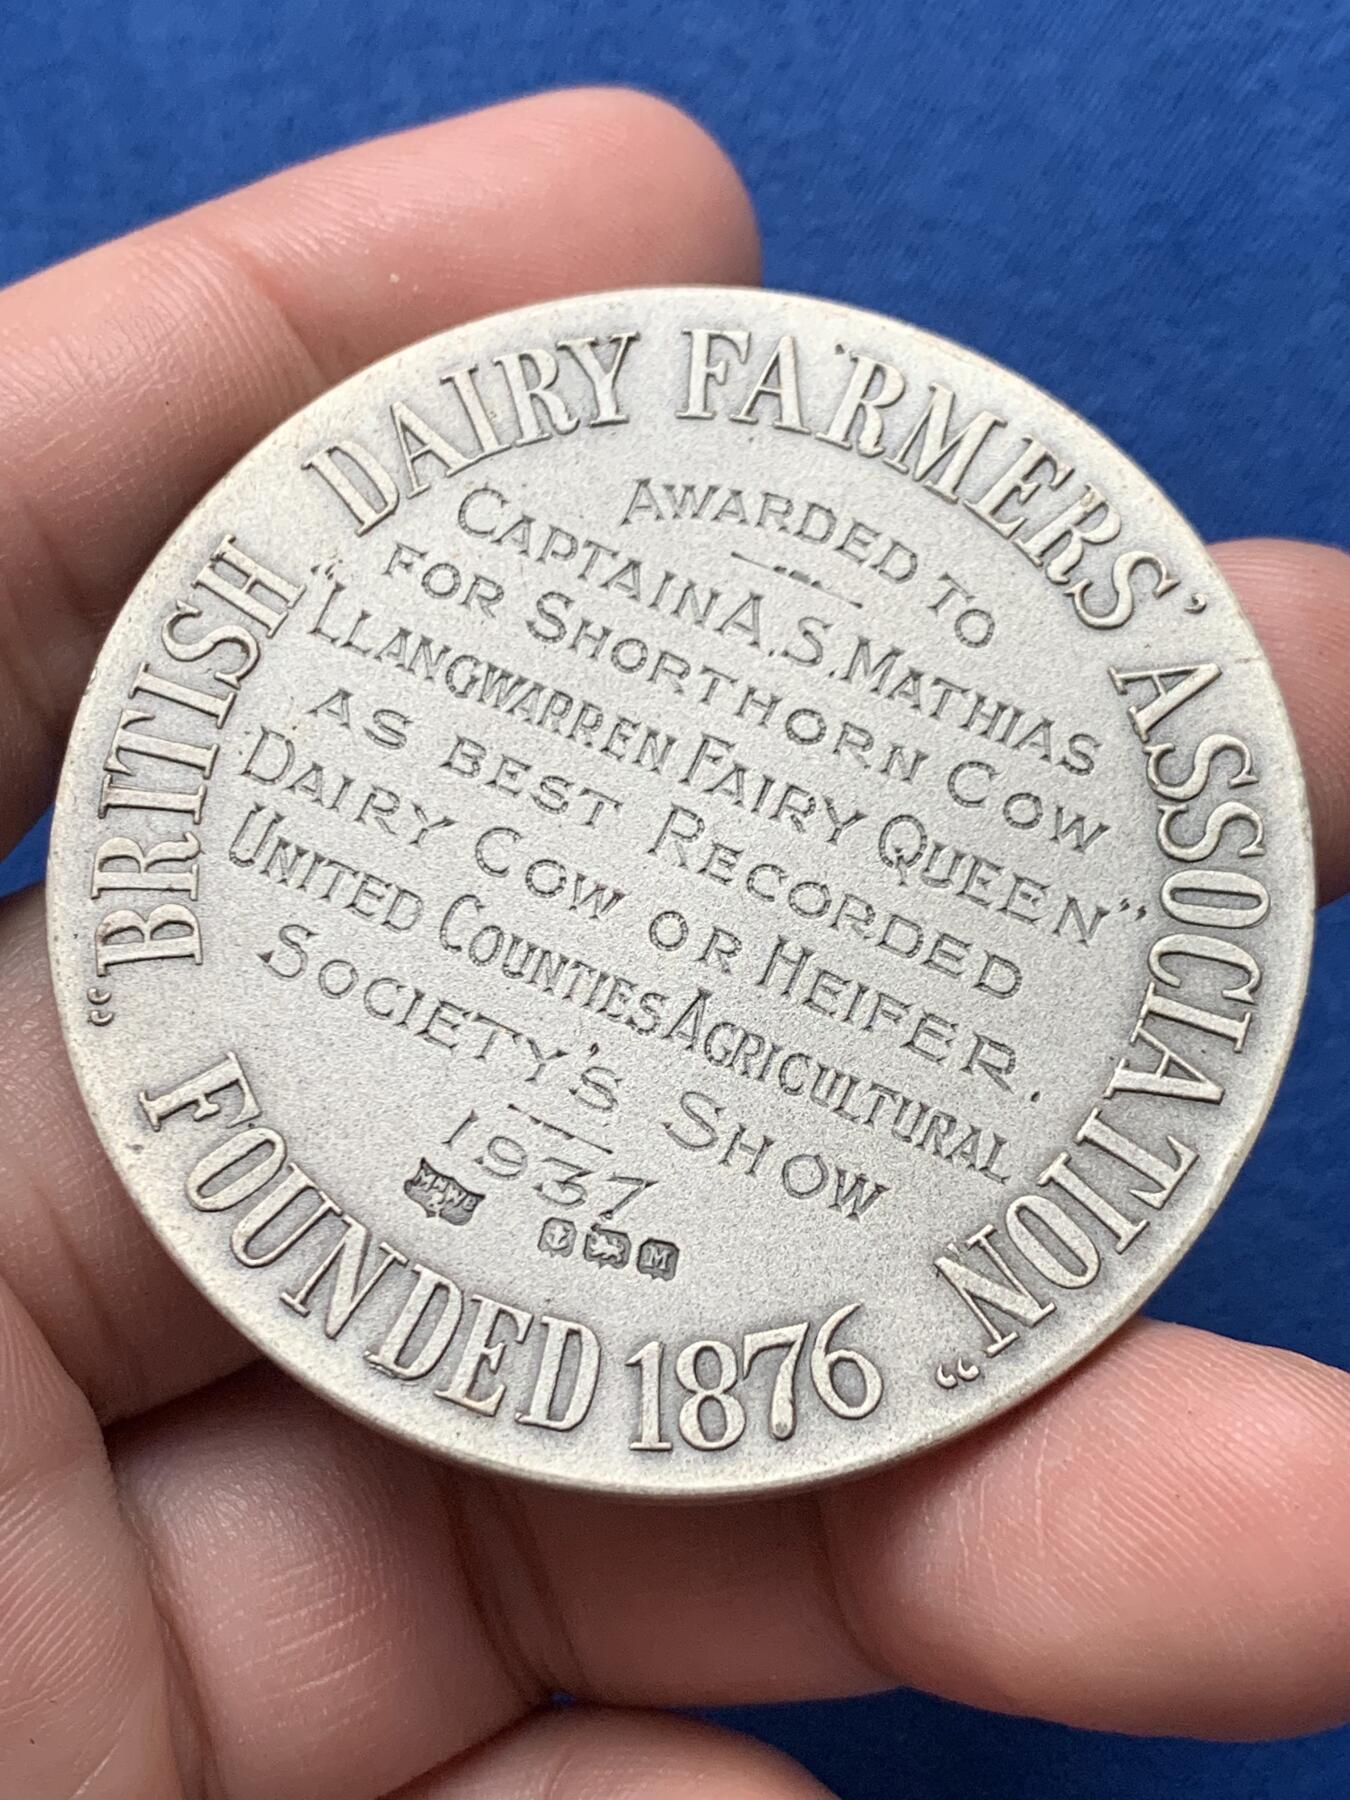 "BRITISH DAIRY FARMERS' ASSOCIATION"
AWARDED TO
CAPTAIN A. S. MATHIAS
FOR SHORTHORN COW
"LLANGWARREN FAIRY QUEEN"
AS BEST RECORDED
DAIRY COW OR HEIFER.
UNITED COUNTIES AGRICULTURAL
SOCIETY'S SHOW
1937
M
FOUNDED 1876